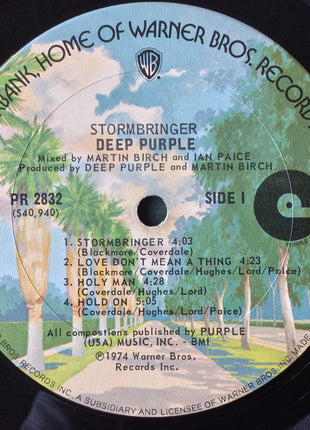 BANK, HOME OF WARNER BROS. RECORDS
WB
STORMBRINGER
DEEP PURPLE
Mixed by MARTIN BIRCH and IAN PAICE
Produced by DEEP PURPLE and MARTIN BIRCH
PR 2832
(S40,940)
SIDE I
PURPLE
1. STORMBRINGER 4:03
(Blackmore/Coverdale)
2. LOVE DON'T MEAN A THING 4:23
(Blackmore/Coverdale/Hughes/Lord/Paice)
3. HOLY MAN 4:28
(Coverdale/Hughes/Lord)
4. HOLD ON 5:05
(Coverdale/Hughes/Lord/Paice)
All compostions published by PURPLE
(USA) MUSIC, INC. - BMI
℗©1974 Warner Bros.
Records Inc.
BROS. RECORDS INC. A SUBSIDIARY AND LICENSEE OF WARNER BROS. INC. MADE